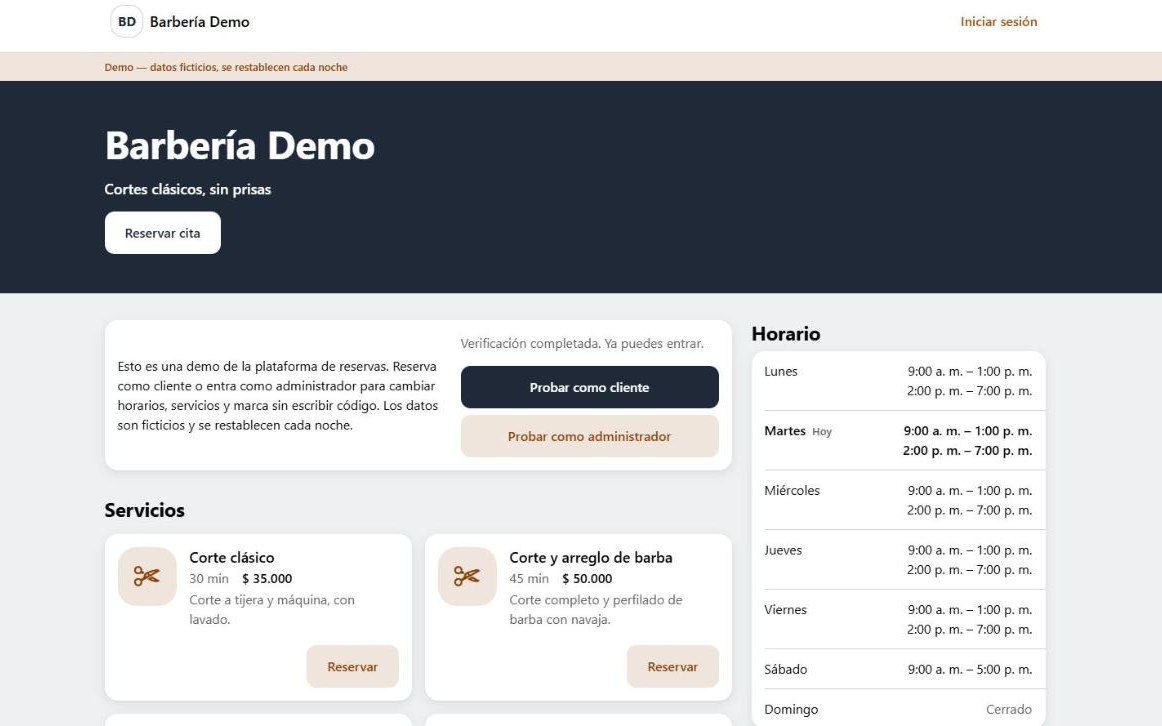 BD Barbería Demo
Iniciar sesión
Demo — datos ficticios, se restablecen cada noche
Barbería Demo
Cortes clásicos, sin prisas
Reservar cita
Esto es una demo de la plataforma de reservas. Reserva
como cliente o entra como administrador para cambiar
horarios, servicios y marca sin escribir código. Los datos
son ficticios y se restablecen cada noche.
Verificación completada. Ya puedes entrar.
Probar como cliente
Probar como administrador
Servicios
Corte clásico
30 min $ 35.000
Corte a tijera y máquina, con
lavado.
Reservar
Corte y arreglo de barba
45 min $ 50.000
Corte completo y perfilado de
barba con navaja.
Reservar
Horario
Lunes 9:00 a. m. – 1:00 p. m.
2:00 p. m. – 7:00 p. m.
Martes Hoy 9:00 a. m. – 1:00 p. m.
2:00 p. m. – 7:00 p. m.
Miércoles 9:00 a. m. – 1:00 p. m.
2:00 p. m. – 7:00 p. m.
Jueves 9:00 a. m. – 1:00 p. m.
2:00 p. m. – 7:00 p. m.
Viernes 9:00 a. m. – 1:00 p. m.
2:00 p. m. – 7:00 p. m.
Sábado 9:00 a. m. – 5:00 p. m.
Domingo Cerrado